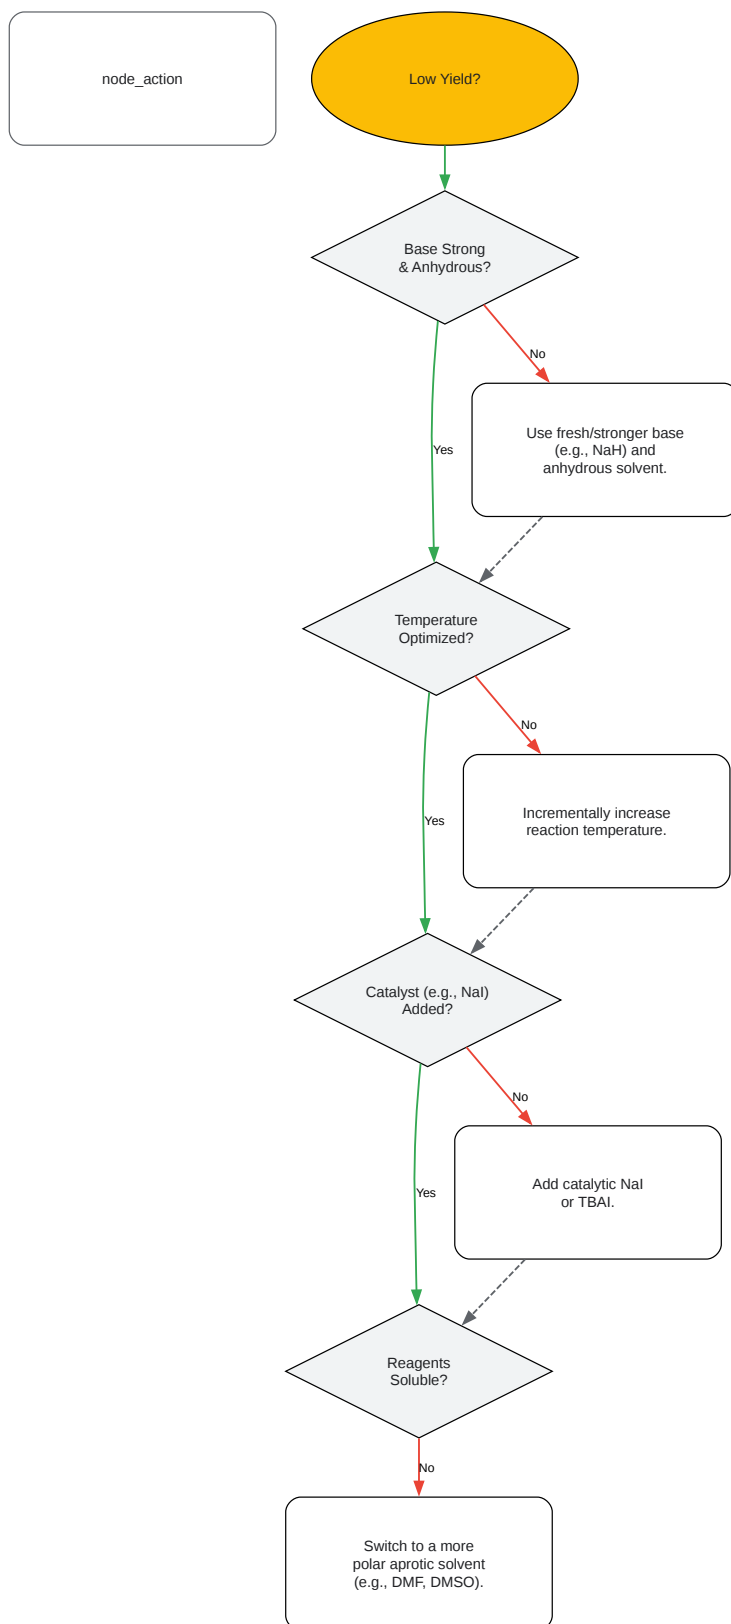 node_action
Low Yield?
Base Strong
& Anhydrous?
No
Use fresh/stronger base
(e.g., NaH) and
anhydrous solvent.
Yes
Temperature
Optimized?
No
Incrementally increase
reaction temperature.
Yes
Catalyst (e.g., NaI)
Added?
No
Add catalytic NaI
or TBAI.
Yes
Reagents
Soluble?
No
Switch to a more
polar aprotic solvent
(e.g., DMF, DMSO).